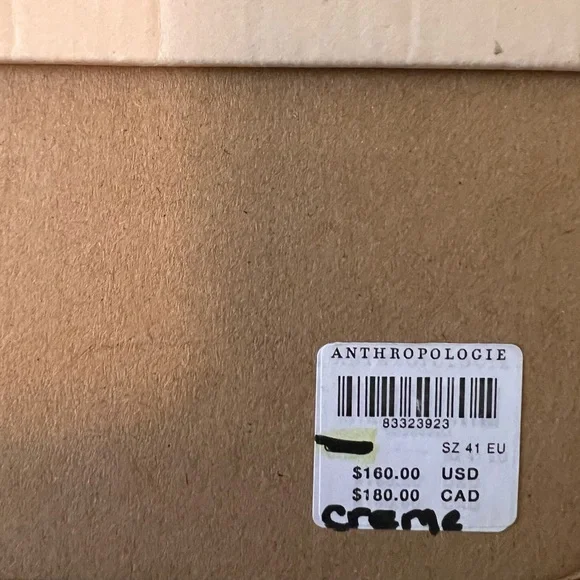 ANTHROPOLOGIE
83323923
SZ 41 EU
$160.00 USD
$180.00 CAD
creme